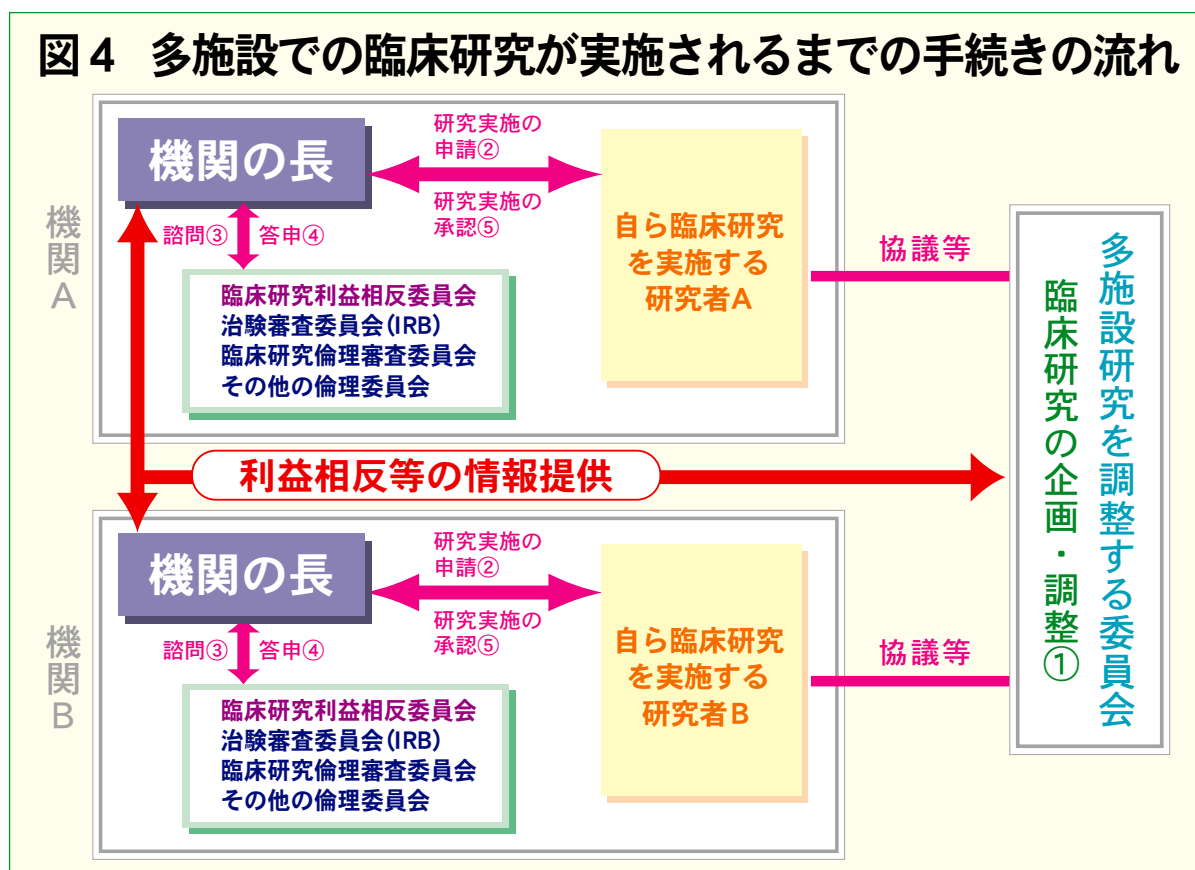 図4 多施設での臨床研究が実施されるまでの手続きの流れ
機関A
機関の長
研究実施の
申請②
研究実施の
承認⑤
諮問③
答申④
臨床研究利益相反委員会
治験審査委員会(IRB)
臨床研究倫理審査委員会
その他の倫理委員会
自ら臨床研究
を実施する
研究者A
協議等
利益相反等の情報提供
機関B
機関の長
研究実施の
申請②
研究実施の
承認⑤
諮問③
答申④
臨床研究利益相反委員会
治験審査委員会(IRB)
臨床研究倫理審査委員会
その他の倫理委員会
自ら臨床研究
を実施する
研究者B
協議等
多施設研究を調整する委員会
臨床研究の企画・調整①